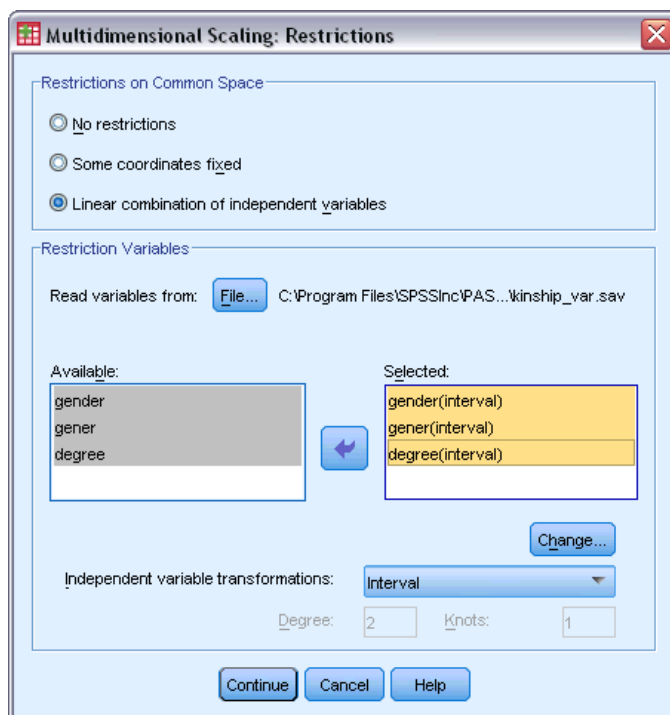 Multidimensional Scaling: Restrictions
Restrictions on Common Space
No restrictions
Some coordinates fixed
Linear combination of independent variables
Restriction Variables
Read variables from: File... C:\Program Files\SPSSInc\PAS...\kinship_var.sav
Available: Selected:
gender gender(interval)
gener gener(interval)
degree degree(interval)
Change...
Independent variable transformations: Interval
Degree: 2 Knots: 1
Continue Cancel Help